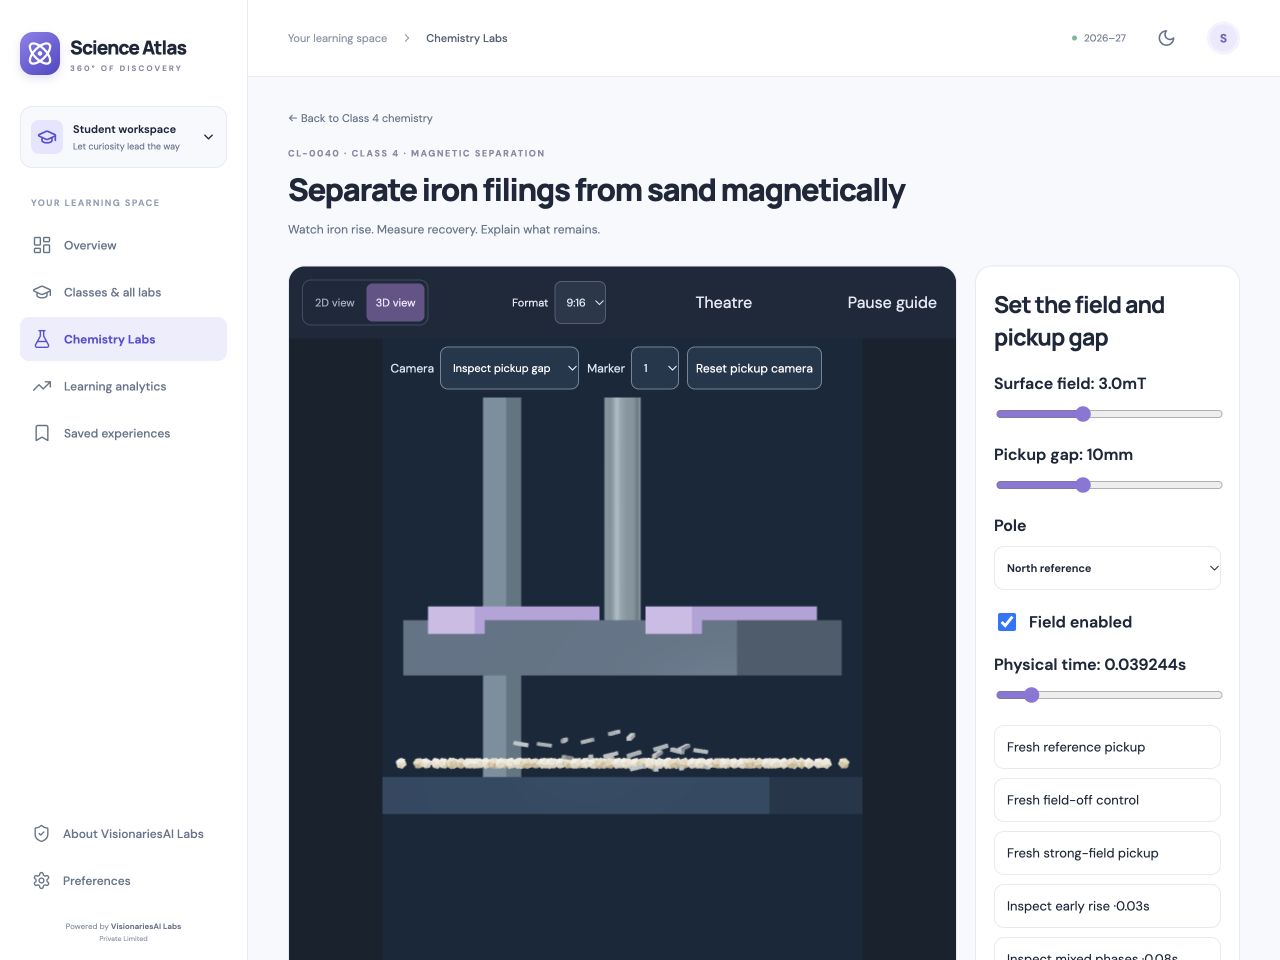 Science Atlas
360° OF DISCOVERY
Student workspace
Let curiosity lead the way
YOUR LEARNING SPACE
Overview
Classes & all labs
Chemistry Labs
Learning analytics
Saved experiences
About VisionariesAI Labs
Preferences
Powered by VisionariesAI Labs
Private Limited
Your learning space > Chemistry Labs
2026–27
S
← Back to Class 4 chemistry
CL-0040 · CLASS 4 · MAGNETIC SEPARATION
Separate iron filings from sand magnetically
Watch iron rise. Measure recovery. Explain what remains.
2D view 3D view Format 9:16 Theatre Pause guide
Camera Inspect pickup gap Marker 1 Reset pickup camera
Set the field and
pickup gap
Surface field: 3.0mT
Pickup gap: 10mm
Pole
North reference
Field enabled
Physical time: 0.039244s
Fresh reference pickup
Fresh field-off control
Fresh strong-field pickup
Inspect early rise ·0.03s
Inspect mixed phases ·0.08s